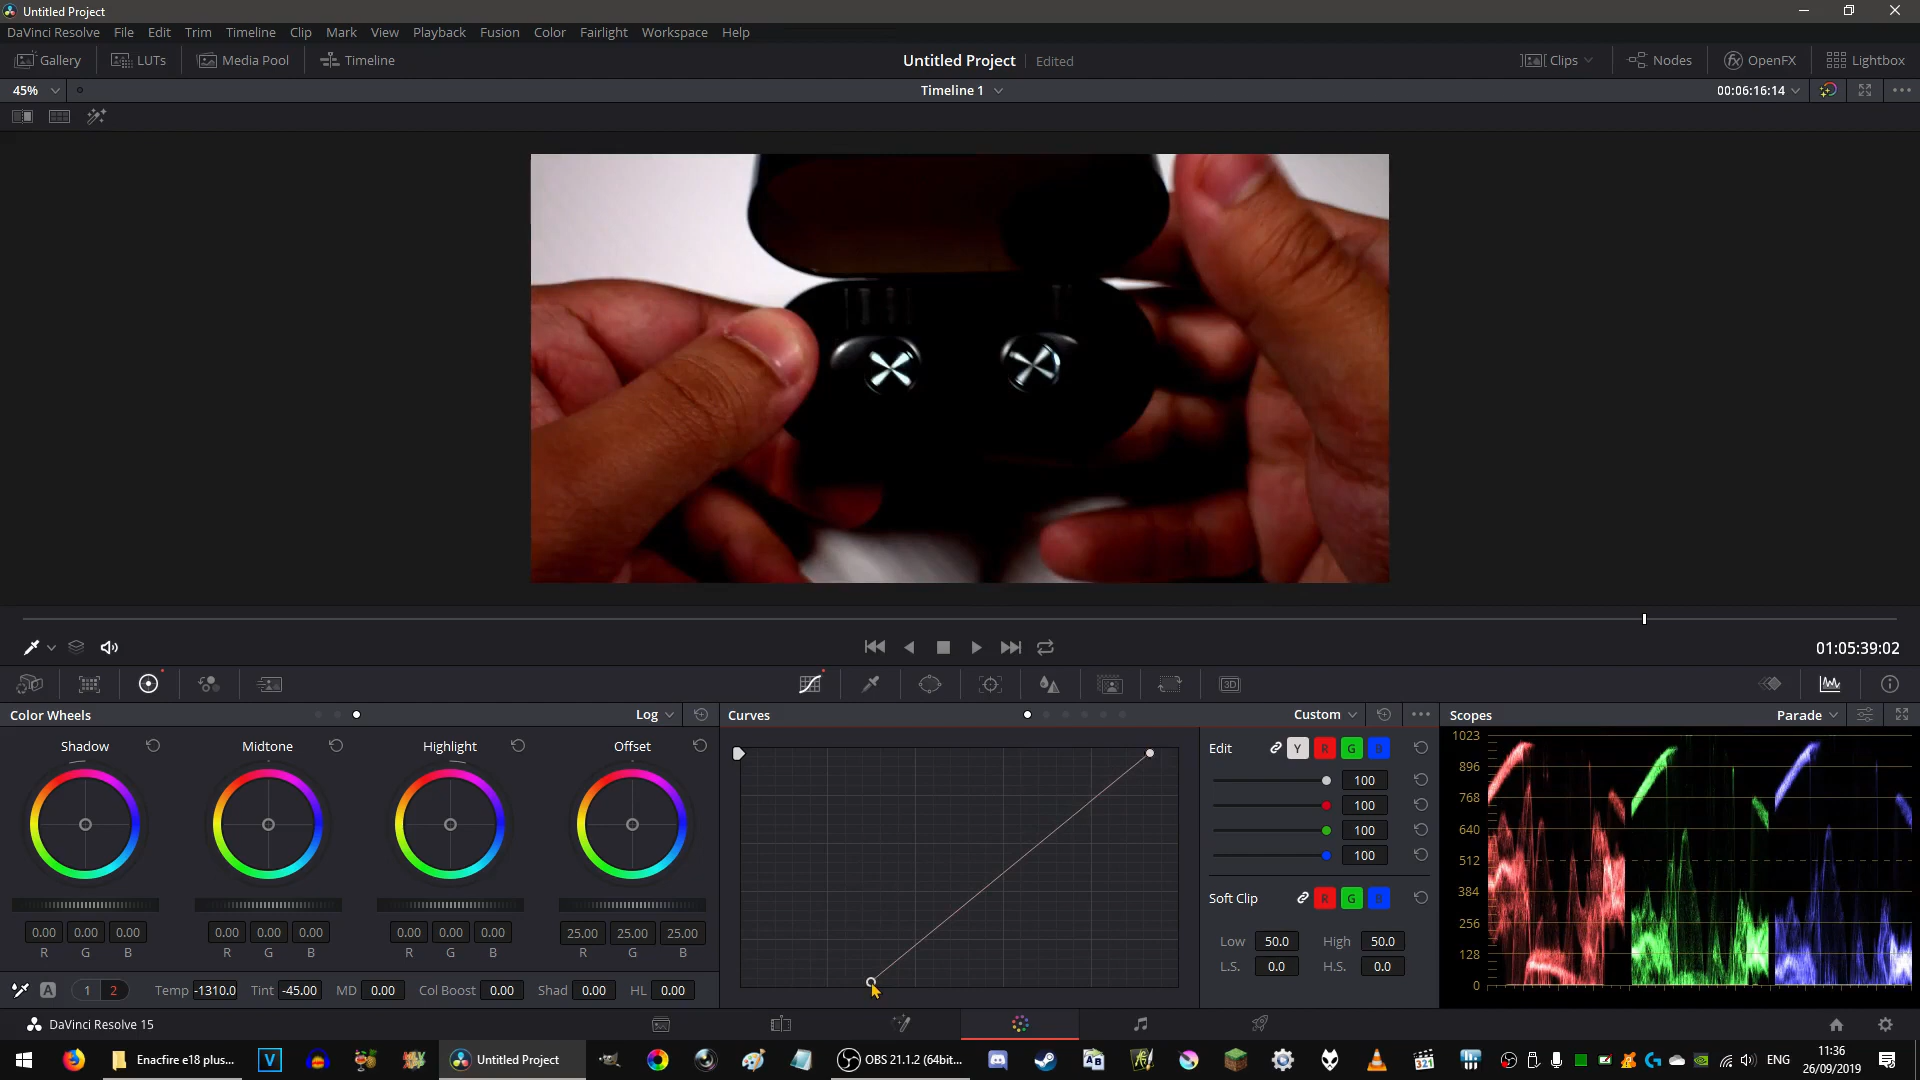 Untitled Project
DaVinci Resolve File Edit Trim Timeline Clip Mark View Playback Fusion Color Fairlight Workspace Help
Gallery LUTs Media Pool Timeline Untitled Project Edited Clips Nodes fx OpenFX Lightbox
45% Timeline 1 00:06:16:14
01:05:39:02
Color Wheels Log Curves Custom Scopes Parade
Shadow Midtone Highlight Offset
0.00 0.00 0.00 0.00 0.00 0.00 0.00 0.00 0.00 25.00 25.00 25.00
R G B R G B R G B R G B
A 1 2 Temp -1310.0 Tint -45.00 MD 0.00 Col Boost 0.00 Shad 0.00 HL 0.00
Edit Y R G B
100
100
100
100
Soft Clip R G B
Low 50.0 High 50.0
L.S. 0.0 H.S. 0.0
1023
896
768
640
512
384
256
128
0
3D
DaVinci Resolve 15
Enacfire e18 plus... V Untitled Project OBS 21.1.2 (64bit... 321 ENG 11:36
26/09/2019